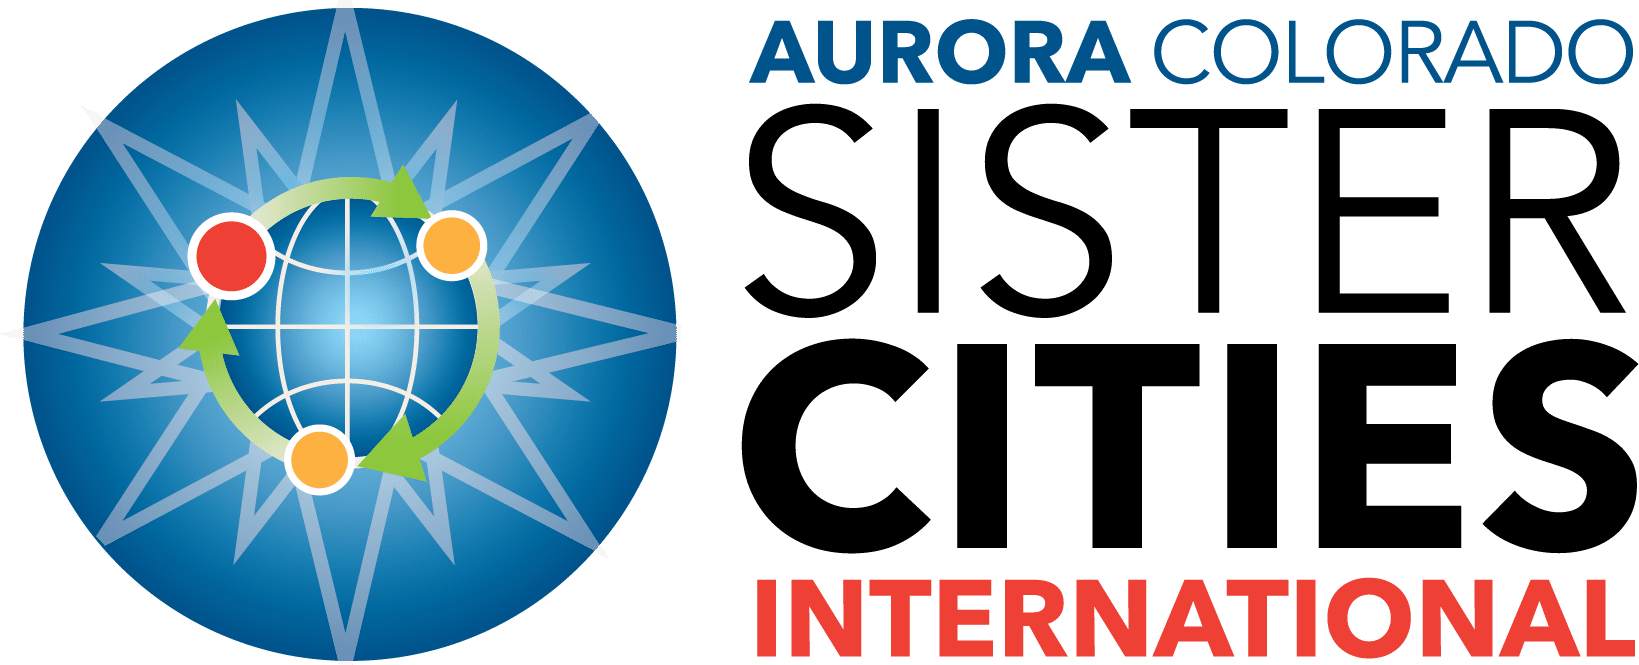 AURORA COLORADO
SISTER
CITIES
INTERNATIONAL